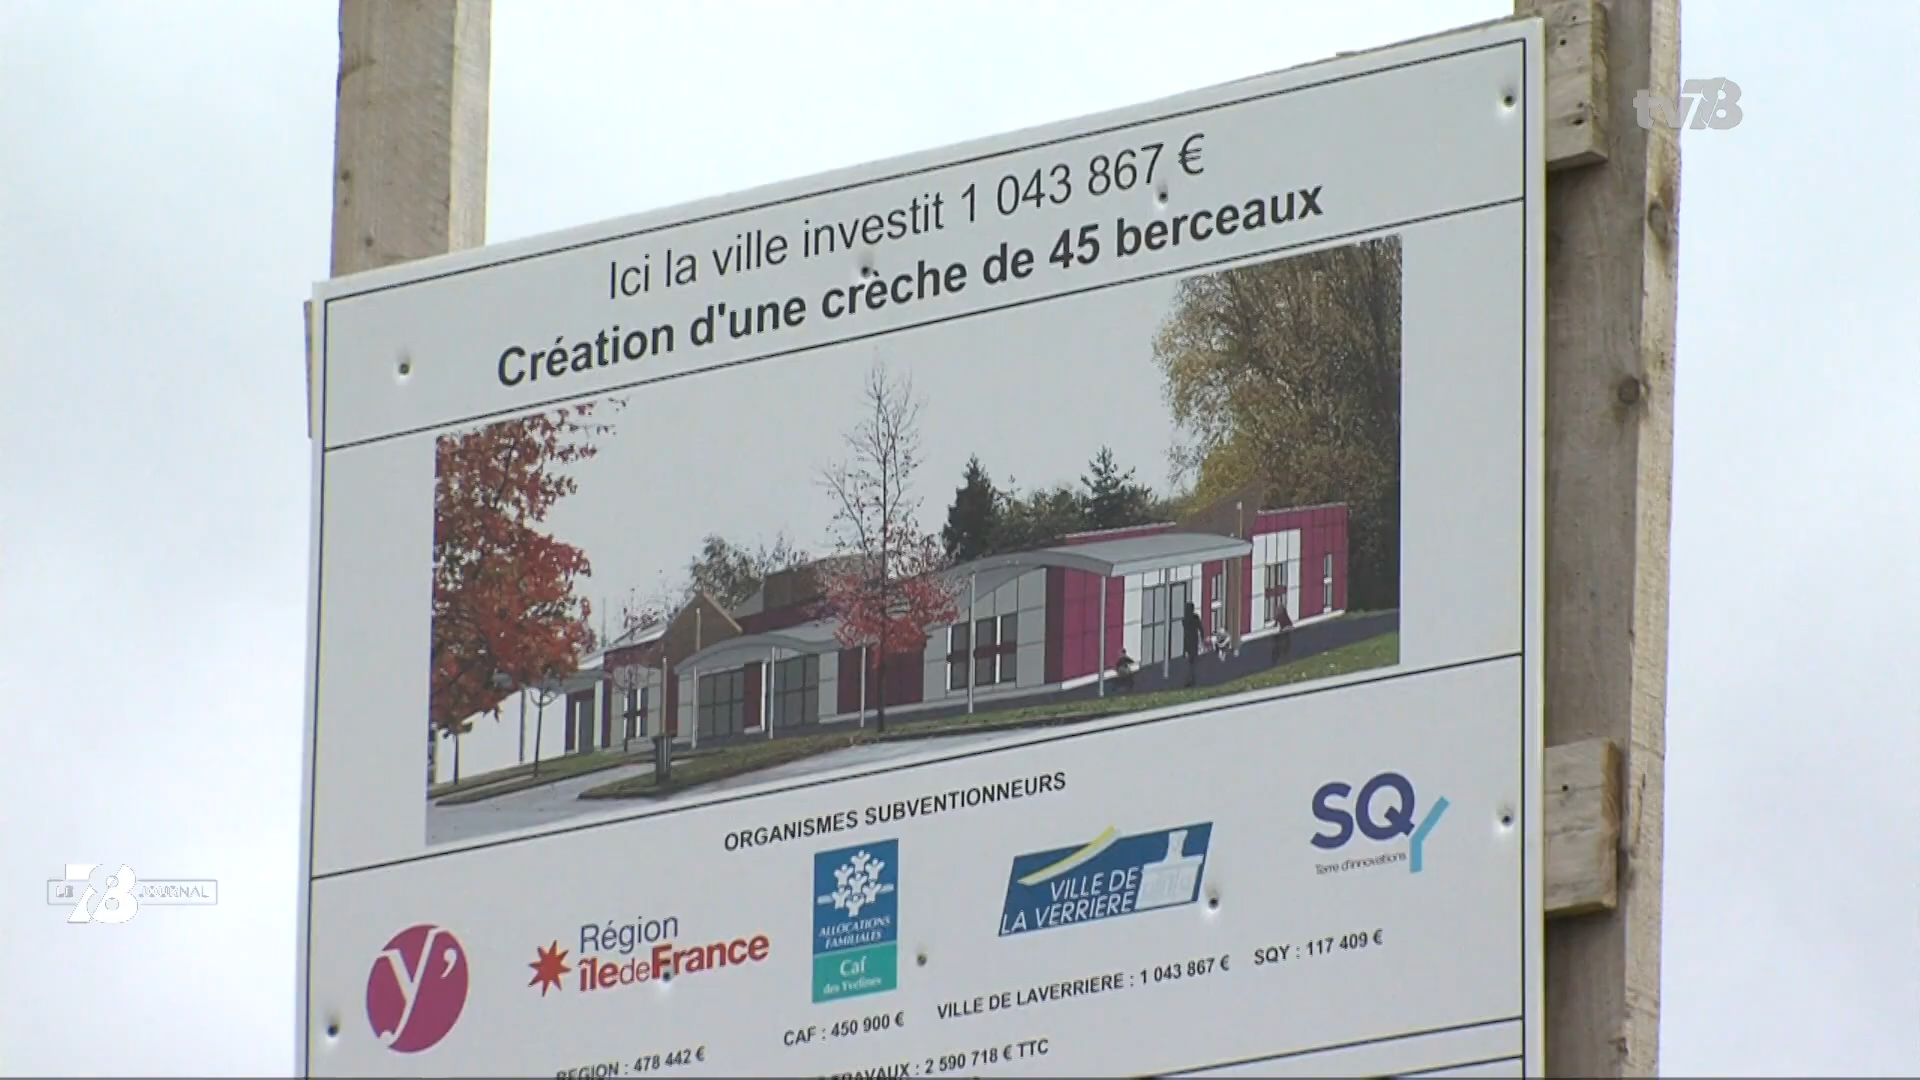 tv78
Ici la ville investit 1 043 867 €
Création d'une crèche de 45 berceaux
ORGANISMES SUBVENTIONNEURS
SQY
Terre d'innovations
VILLE DE
LA VERRIERE
ALLOCATIONS
FAMILIALES
Caf
des Yvelines
Région
îledeFrance
y'
LE 78 JOURNAL
REGION : 478 442 €
CAF : 450 900 €
VILLE DE LAVERRIERE : 1 043 867 €
SQY : 117 409 €
TRAVAUX : 2 590 718 € TTC